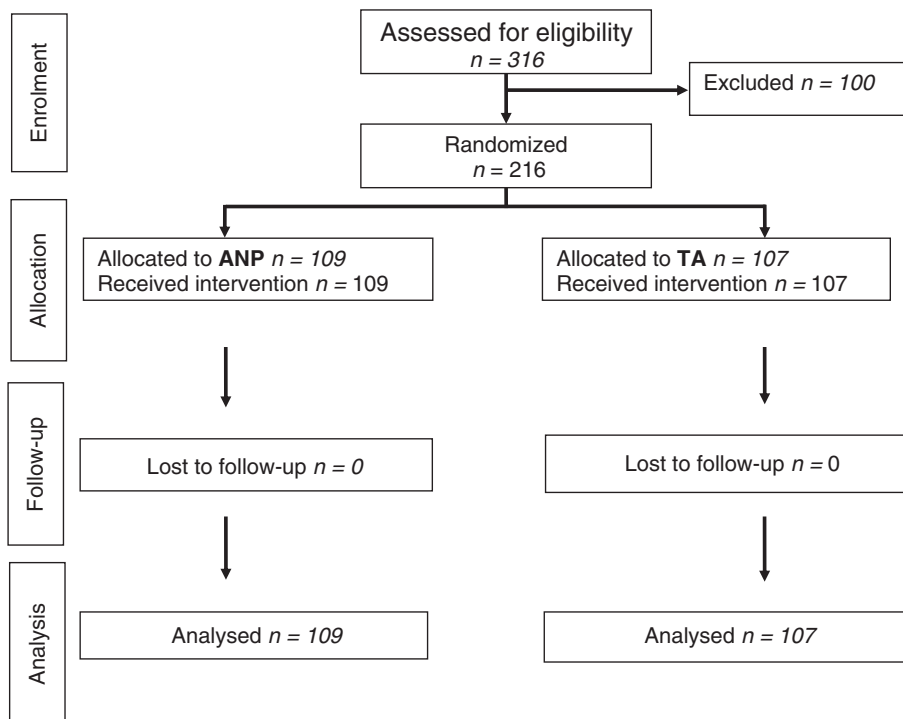 Enrolment
Assessed for eligibility
n = 316
Excluded n = 100
Randomized
n = 216
Allocation
Allocated to ANP n = 109
Received intervention n = 109
Allocated to TA n = 107
Received intervention n = 107
Follow-up
Lost to follow-up n = 0
Lost to follow-up n = 0
Analysis
Analysed n = 109
Analysed n = 107